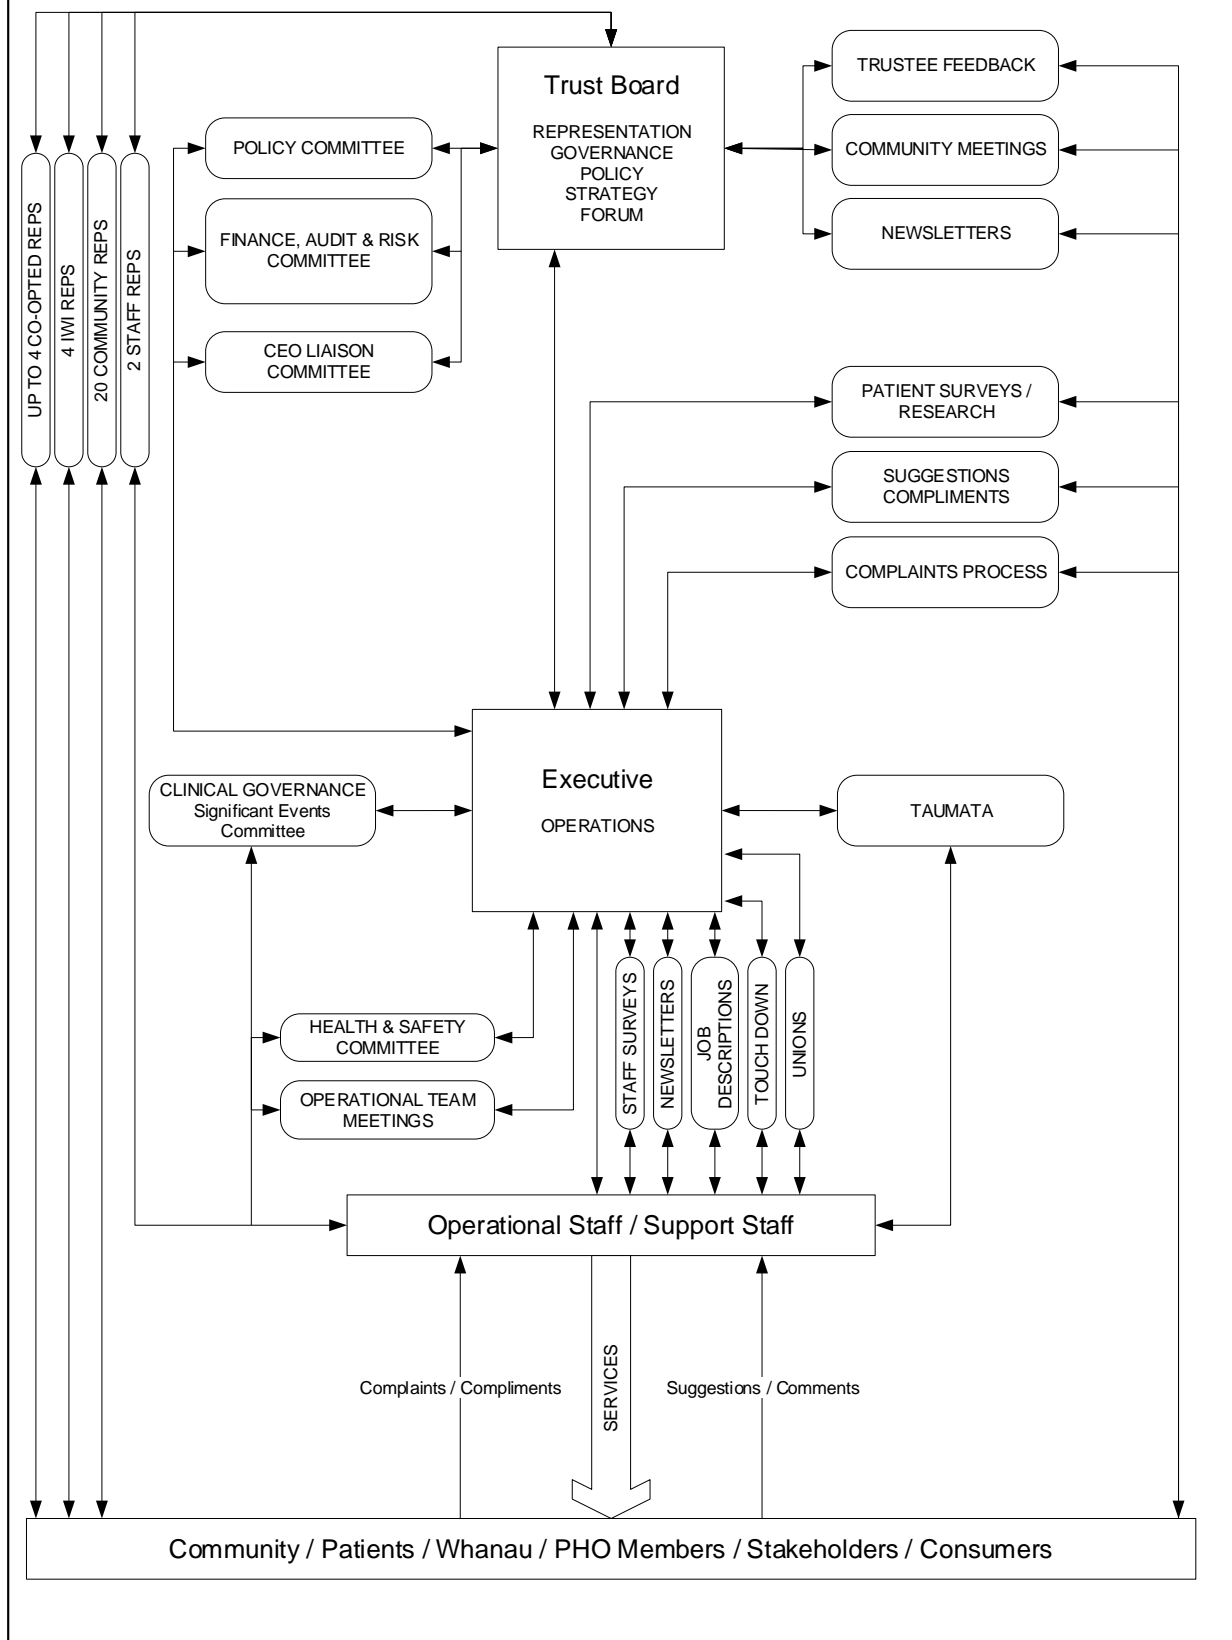 Trust Board
REPRESENTATION
GOVERNANCE
POLICY
STRATEGY
FORUM
TRUSTEE FEEDBACK
COMMUNITY MEETINGS
NEWSLETTERS
POLICY COMMITTEE
FINANCE, AUDIT & RISK
COMMITTEE
CEO LIAISON
COMMITTEE
UP TO 4 CO-OPTED REPS
4 IWI REPS
20 COMMUNITY REPS
2 STAFF REPS
PATIENT SURVEYS /
RESEARCH
SUGGESTIONS
COMPLIMENTS
COMPLAINTS PROCESS
Executive
OPERATIONS
CLINICAL GOVERNANCE
Significant Events
Committee
TAUMATA
HEALTH & SAFETY
COMMITTEE
OPERATIONAL TEAM
MEETINGS
STAFF SURVEYS
NEWSLETTERS
JOB
DESCRIPTIONS
TOUCH DOWN
UNIONS
Operational Staff / Support Staff
Complaints / Compliments
SERVICES
Suggestions / Comments
Community / Patients / Whanau / PHO Members / Stakeholders / Consumers